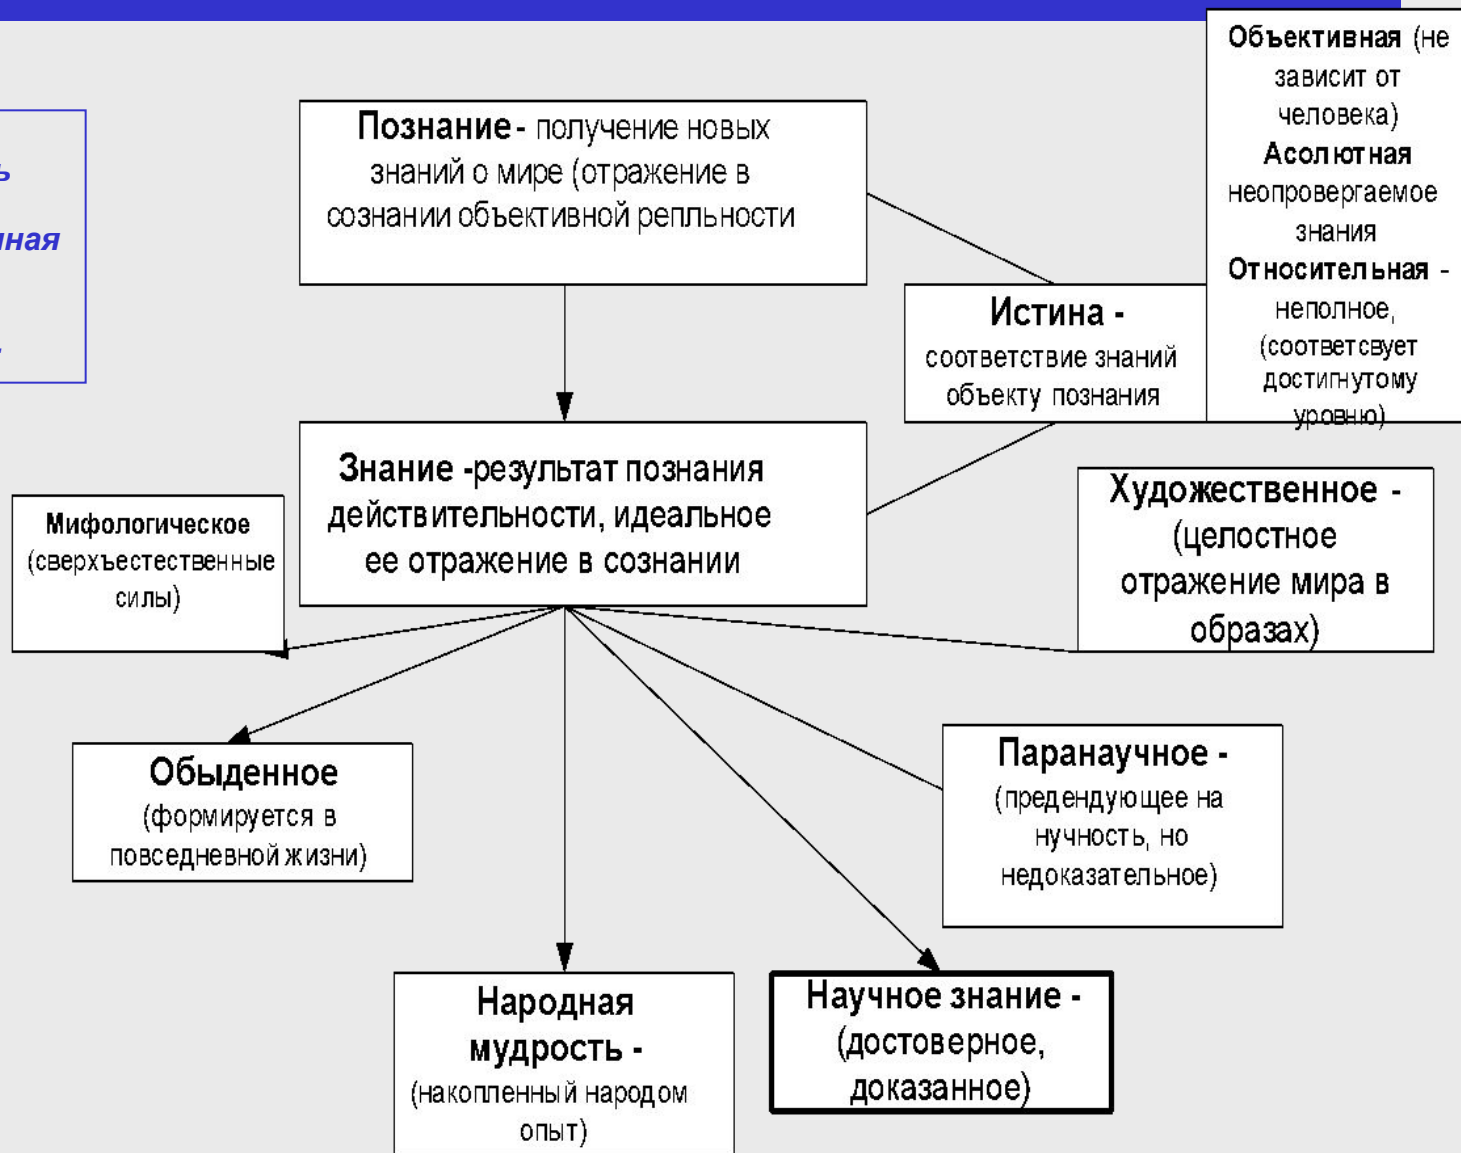 Познание - получение новых
знаний о мире (отражение в
сознании объективной репльности
Объективная (не
зависит от
человека)
Асолютная
неопровергаемое
знания
Относительная -
неполное,
(соответсвует
достигнутому
уровню)
Истина -
соответствие знаний
объекту познания
Знание -результат познания
действительности, идеальное
ее отражение в сознании
Мифологическое
(сверхъестественные
силы)
Художественное -
(целостное
отражение мира в
образах)
Обыденное
(формируется в
повседневной жизни)
Паранаучное -
(предендующее на
нучность, но
недоказательное)
Народная
мудрость -
(накопленный народом
опыт)
Научное знание -
(достоверное,
доказанное)